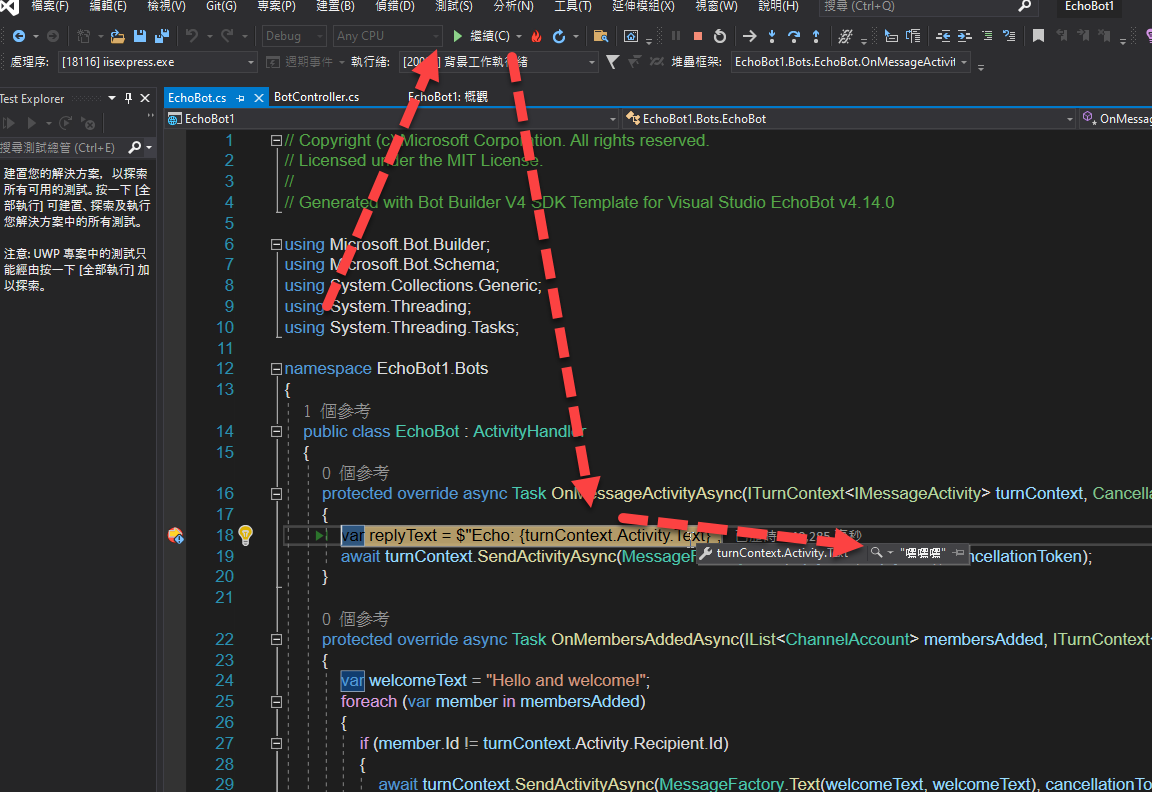 檔案(F) 編輯(E) 檢視(V) Git(G) 專案(P) 建置(B) 偵錯(D) 測試(S) 分析(N) 工具(T) 延伸模組(X) 視窗(W) 說明(H) 搜尋 (Ctrl+Q) EchoBot1
Debug Any CPU 繼續(C)
處理序: [18116] iisexpress.exe 週期事件 執行緒: 背景工作執行緒 堆疊框架: EchoBot1.Bots.EchoBot.OnMessageActivit
Test Explorer
搜尋測試總管 (Ctrl+E)
建置您的解決方案，以探索
所有可用的測試。按一下 [全
部執行] 可建置、探索及執行
您解決方案中的所有測試。
注意: UWP 專案中的測試只
能經由按一下 [全部執行] 加
以探索。
EchoBot.cs BotController.cs EchoBot1: 概觀
EchoBot1 EchoBot1.Bots.EchoBot OnMessag
1 // Copyright (c) Microsoft Corporation. All rights reserved.
2 // Licensed under the MIT License.
3 //
4 // Generated with Bot Builder V4 SDK Template for Visual Studio EchoBot v4.14.0
5
6 using Microsoft.Bot.Builder;
7 using Microsoft.Bot.Schema;
8 using System.Collections.Generic;
9 using System.Threading;
10 using System.Threading.Tasks;
11
12 namespace EchoBot1.Bots
13 {
1 個參考
14 public class EchoBot : ActivityHandler
15 {
0 個參考
16 protected override async Task OnMessageActivityAsync(ITurnContext<IMessageActivity> turnContext, Cancella
17 {
18 var replyText = $"Echo: {turnContext.Activity.Text}
19 await turnContext.SendActivityAsync(MessageF turnContext.Activity.Text "嘿嘿嘿" cancellationToken);
20 }
21
0 個參考
22 protected override async Task OnMembersAddedAsync(IList<ChannelAccount> membersAdded, ITurnContext<
23 {
24 var welcomeText = "Hello and welcome!";
25 foreach (var member in membersAdded)
26 {
27 if (member.Id != turnContext.Activity.Recipient.Id)
28 {
29 await turnContext.SendActivityAsync(MessageFactory.Text(welcomeText, welcomeText), cancellationTo